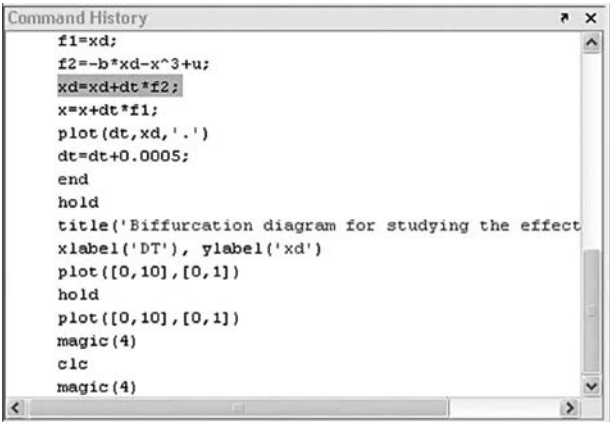 Command History
f1=xd;
f2=-b*xd-x^3+u;
xd=xd+dt*f2;
x=x+dt*f1;
plot(dt,xd,'.')
dt=dt+0.0005;
end
hold
title('Biffurcation diagram for studying the effect
xlabel('DT'), ylabel('xd')
plot([0,10],[0,1])
hold
plot([0,10],[0,1])
magic(4)
clc
magic(4)